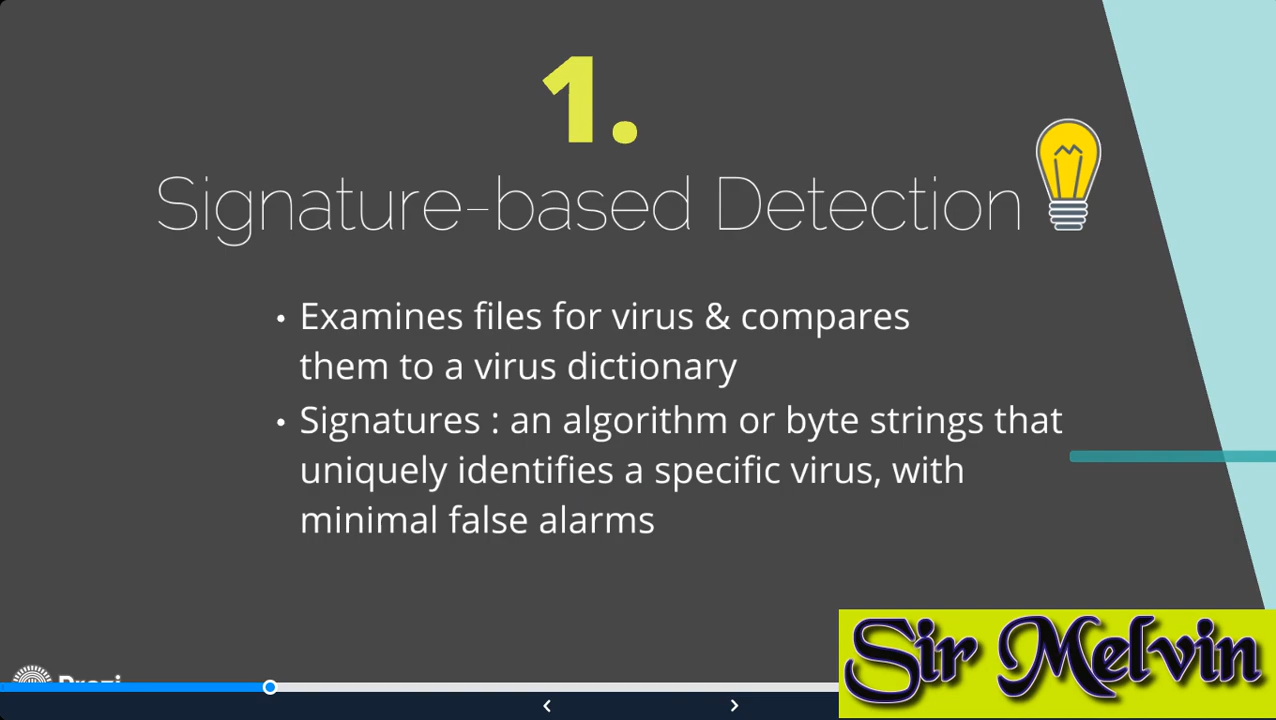 1.
Signature-based Detection
• Examines files for virus & compares
them to a virus dictionary
• Signatures : an algorithm or byte strings that
uniquely identifies a specific virus, with
minimal false alarms
Prezi
Sir Melvin